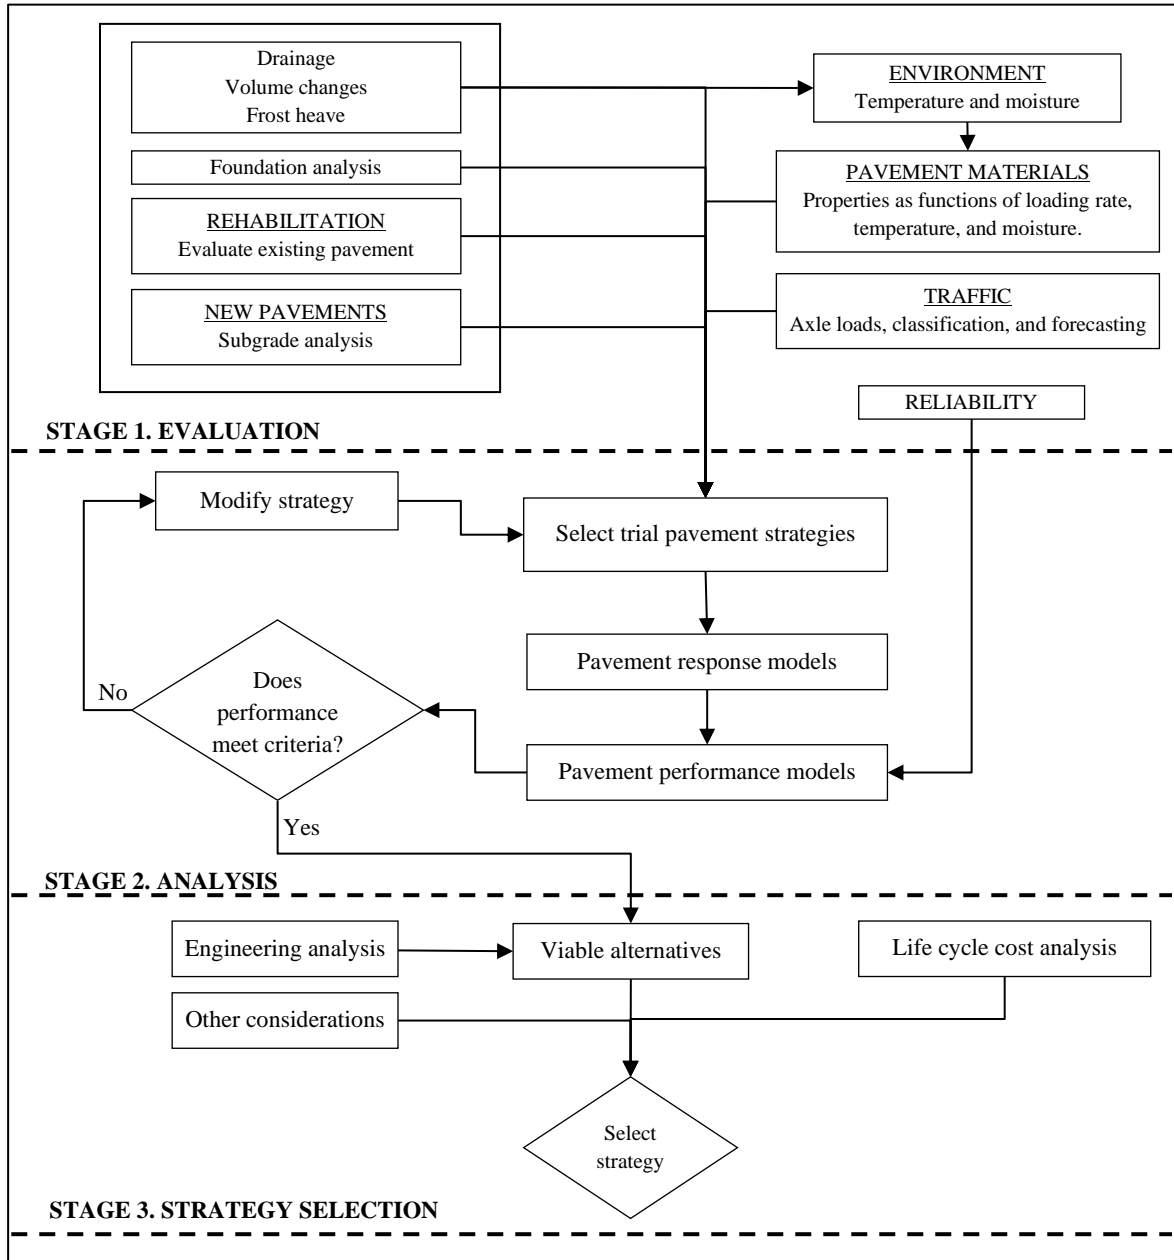 Drainage
Volume changes
Frost heave
Foundation analysis
REHABILITATION
Evaluate existing pavement
NEW PAVEMENTS
Subgrade analysis
ENVIRONMENT
Temperature and moisture
PAVEMENT MATERIALS
Properties as functions of loading rate,
temperature, and moisture.
TRAFFIC
Axle loads, classification, and forecasting
RELIABILITY
STAGE 1. EVALUATION
Modify strategy
Select trial pavement strategies
Pavement response models
No
Does
performance
meet criteria?
Pavement performance models
Yes
STAGE 2. ANALYSIS
Engineering analysis
Viable alternatives
Life cycle cost analysis
Other considerations
Select
strategy
STAGE 3. STRATEGY SELECTION